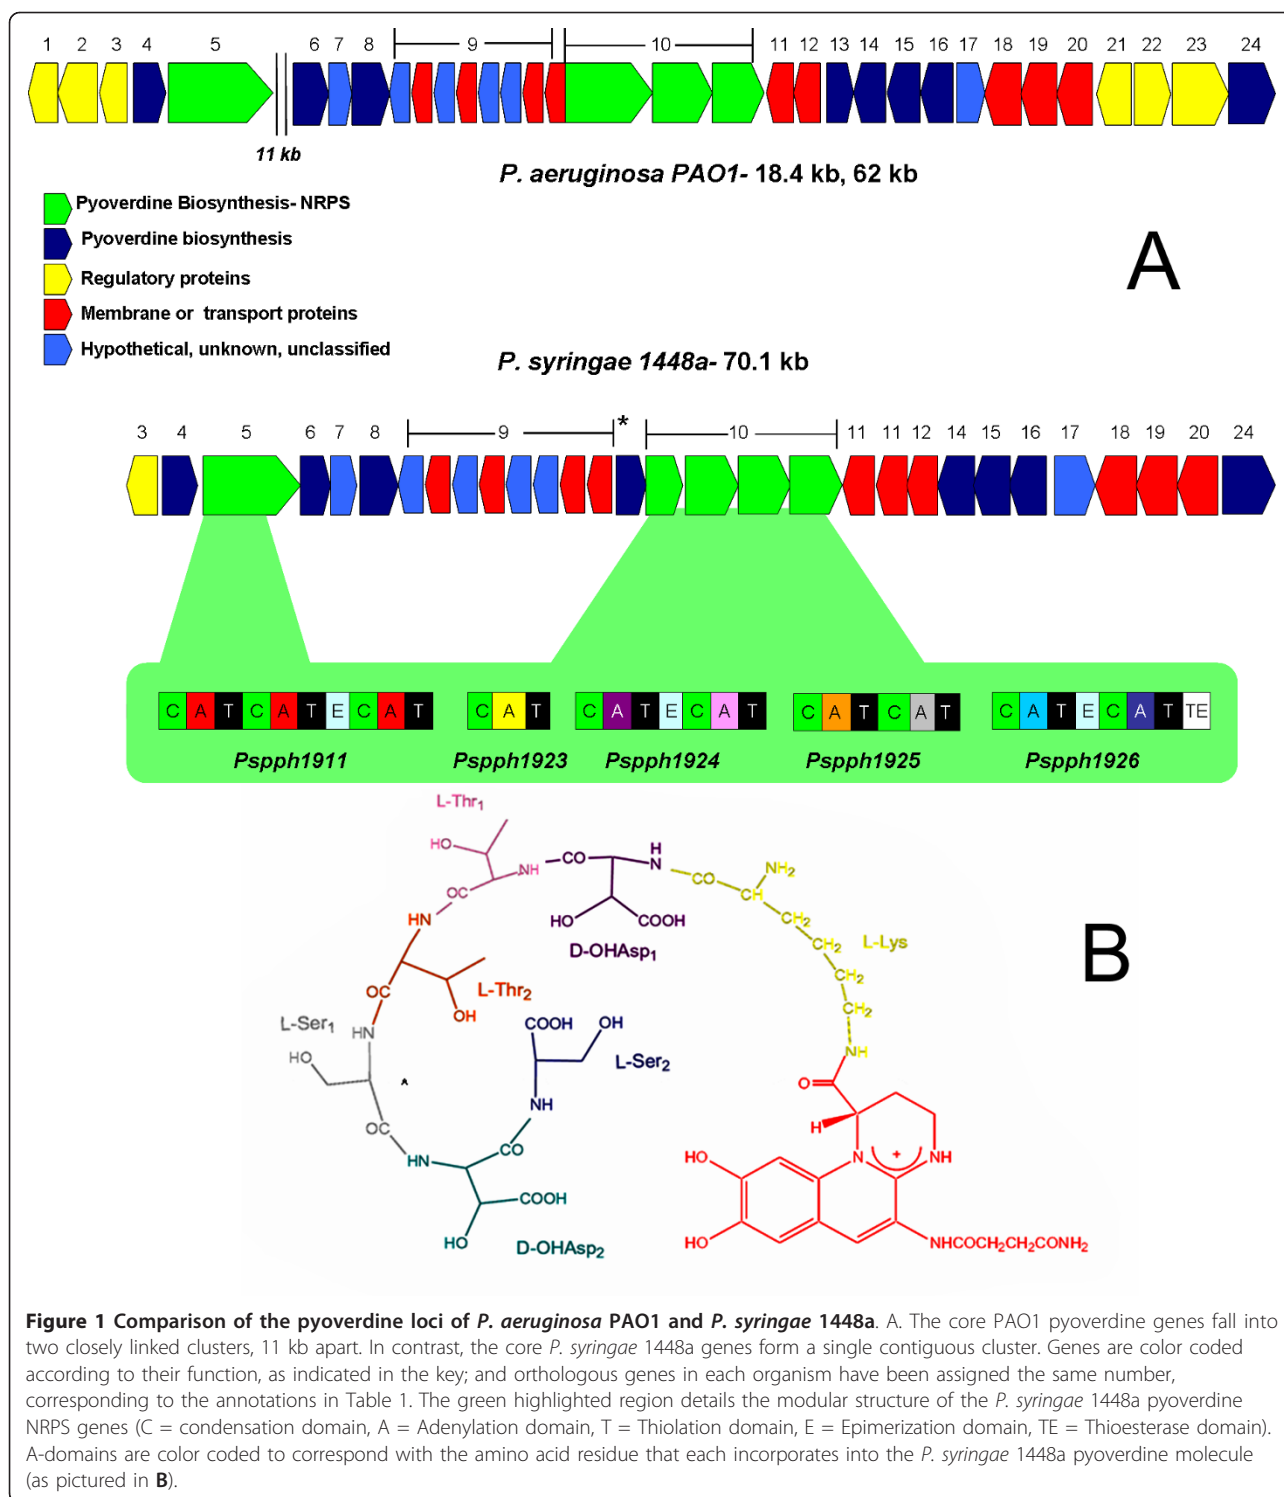 1 2 3 4 5 6 7 8 9 10 11 12 13 14 15 16 17 18 19 20 21 22 23 24
11 kb
P. aeruginosa PAO1- 18.4 kb, 62 kb
Pyoverdine Biosynthesis- NRPS
Pyoverdine biosynthesis
Regulatory proteins
Membrane or transport proteins
Hypothetical, unknown, unclassified
A
P. syringae 1448a- 70.1 kb
3 4 5 6 7 8 9 * 10 11 11 12 14 15 16 17 18 19 20 24
C A T C A T E C A T C A T C A T E C A T C A T C A T C A T E C A T TE
Pspph1911 Pspph1923 Pspph1924 Pspph1925 Pspph1926
L-Thr1
HO
NH
CO
H
N
CO
NH2
CH
OC
HN
HO
COOH
CH2
CH2
L-Lys
D-OHAsp1
B
CH2
OC
L-Thr2
OH
CH2
L-Ser1
HN
COOH
OH
NH
HO
L-Ser2
O
NH
H
OC
HN
CO
HO
N
+
NH
COOH
HO
D-OHAsp2
HO
NHCOCH2CH2CONH2
Figure 1 Comparison of the pyoverdine loci of P. aeruginosa PAO1 and P. syringae 1448a. A. The core PAO1 pyoverdine genes fall into
two closely linked clusters, 11 kb apart. In contrast, the core P. syringae 1448a genes form a single contiguous cluster. Genes are color coded
according to their function, as indicated in the key; and orthologous genes in each organism have been assigned the same number,
corresponding to the annotations in Table 1. The green highlighted region details the modular structure of the P. syringae 1448a pyoverdine
NRPS genes (C = condensation domain, A = Adenylation domain, T = Thiolation domain, E = Epimerization domain, TE = Thioesterase domain).
A-domains are color coded to correspond with the amino acid residue that each incorporates into the P. syringae 1448a pyoverdine molecule
(as pictured in B).